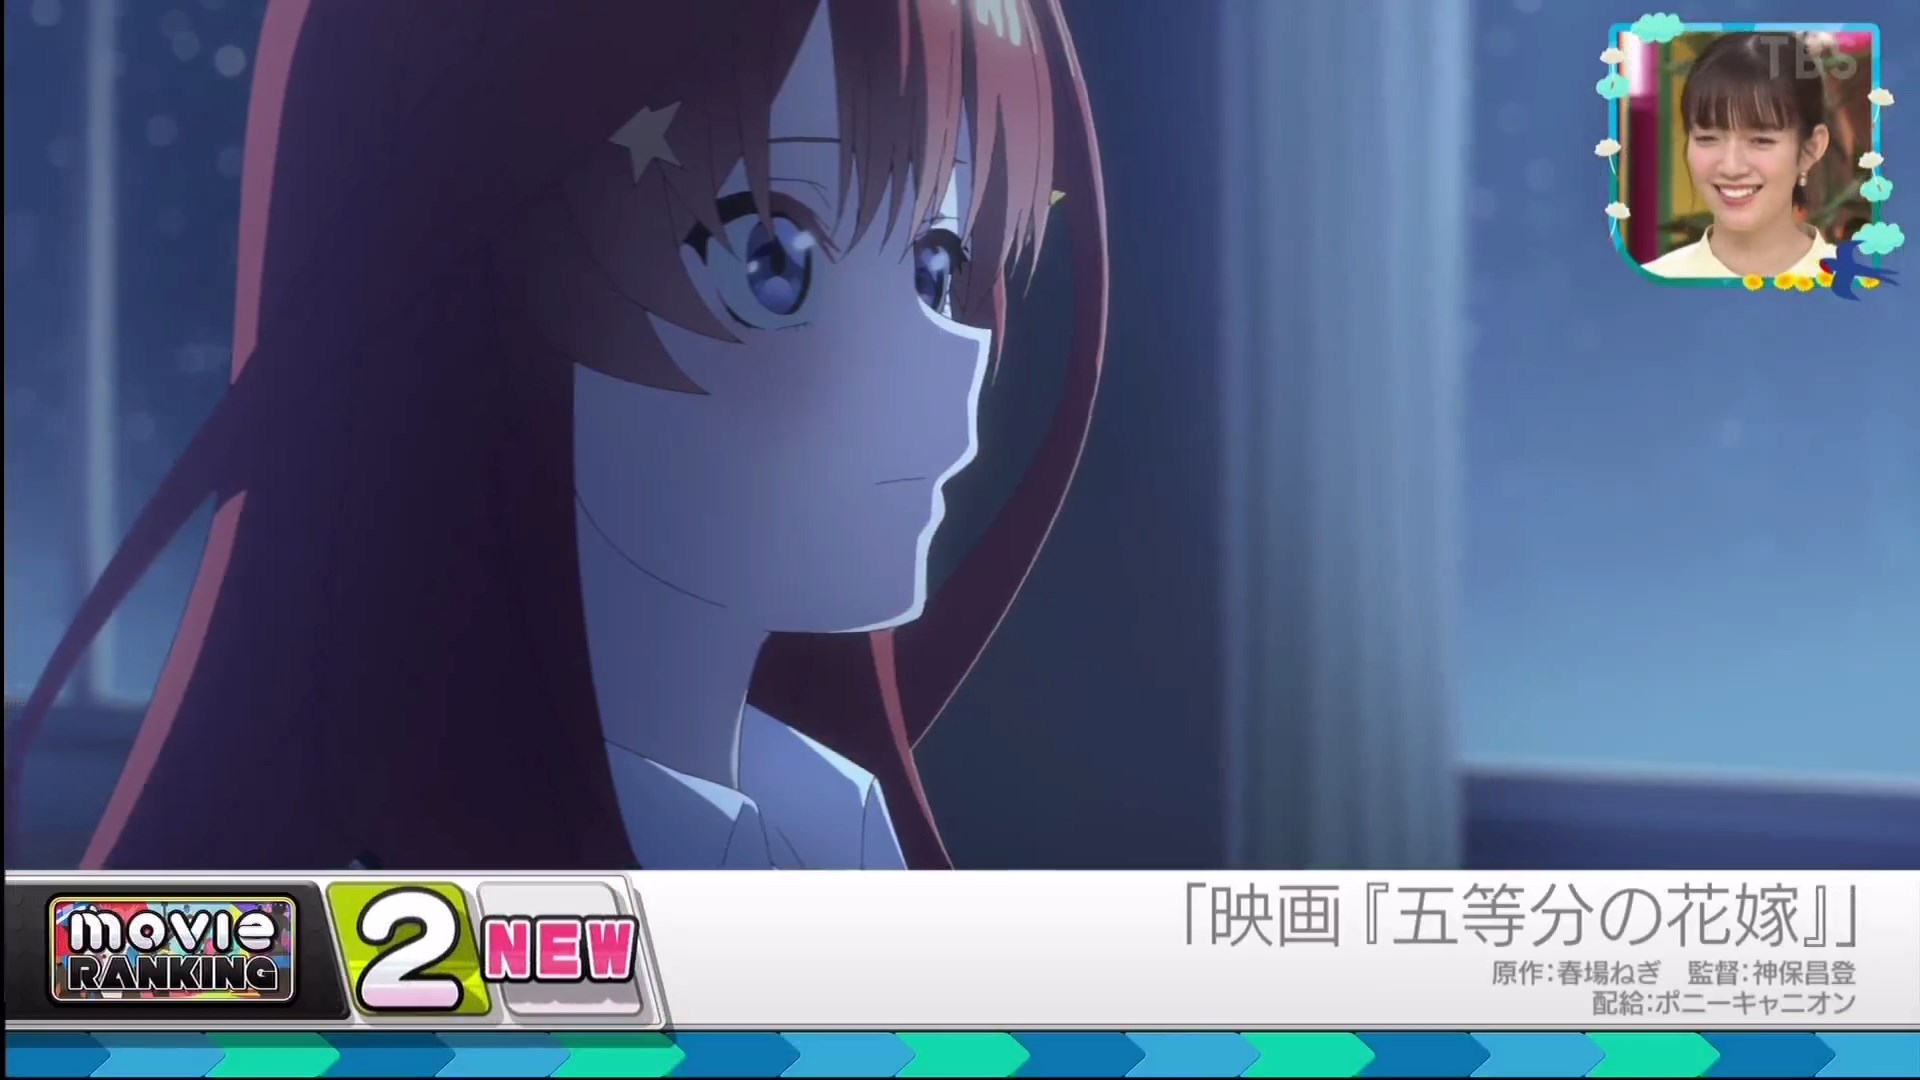 TBS
movie
RANKING
2
NEW
「映画『五等分の花嫁』」
原作：春場ねぎ　監督：神保昌登
配給：ポニーキャニオン